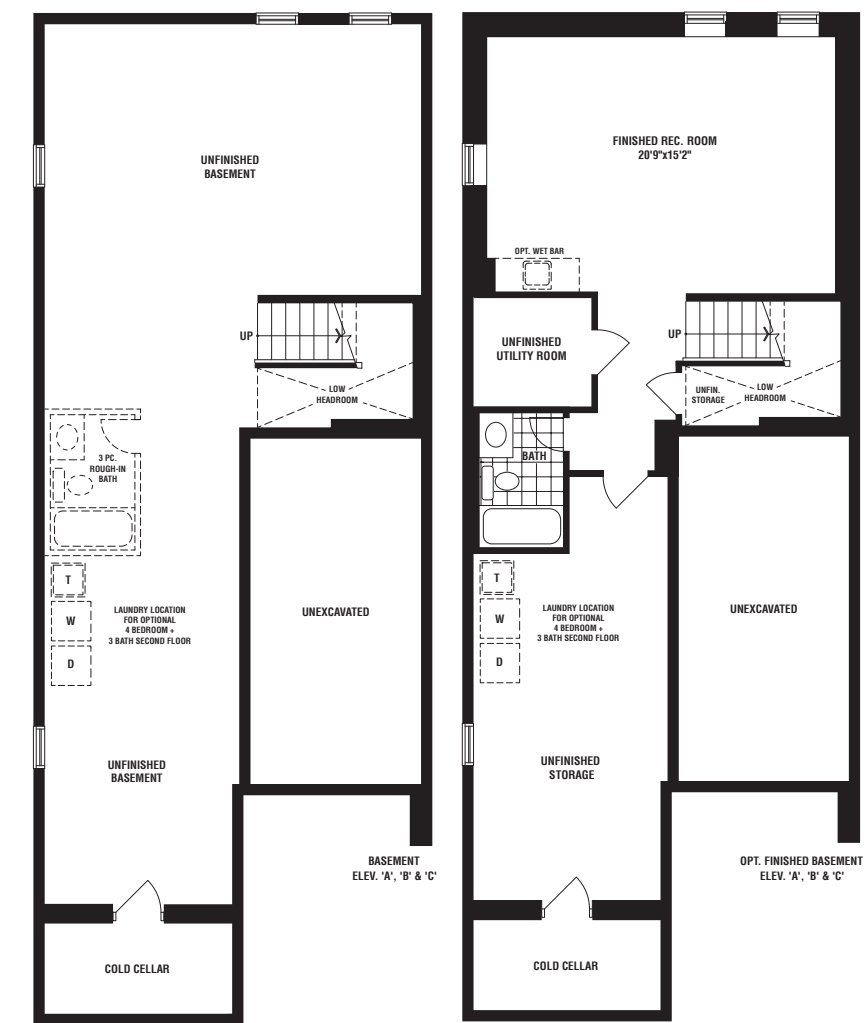 UNFINISHED
BASEMENT
UP
LOW
HEADROOM
3 PC.
ROUGH-IN
BATH
T
W
D
LAUNDRY LOCATION
FOR OPTIONAL
4 BEDROOM +
3 BATH SECOND FLOOR
UNEXCAVATED
UNFINISHED
BASEMENT
BASEMENT
ELEV. 'A', 'B' & 'C'
COLD CELLAR
FINISHED REC. ROOM
20'9"x15'2"
OPT. WET BAR
UNFINISHED
UTILITY ROOM
UP
UNFIN.
STORAGE
LOW
HEADROOM
BATH
T
W
D
LAUNDRY LOCATION
FOR OPTIONAL
4 BEDROOM +
3 BATH SECOND FLOOR
UNEXCAVATED
UNFINISHED
STORAGE
OPT. FINISHED BASEMENT
ELEV. 'A', 'B' & 'C'
COLD CELLAR